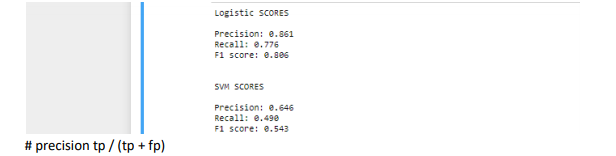 Logistic SCORES
Precision: 0.861
Recall: 0.776
F1 score: 0.806
SVM SCORES
Precision: 0.646
Recall: 0.490
F1 score: 0.543
# precision tp / (tp + fp)